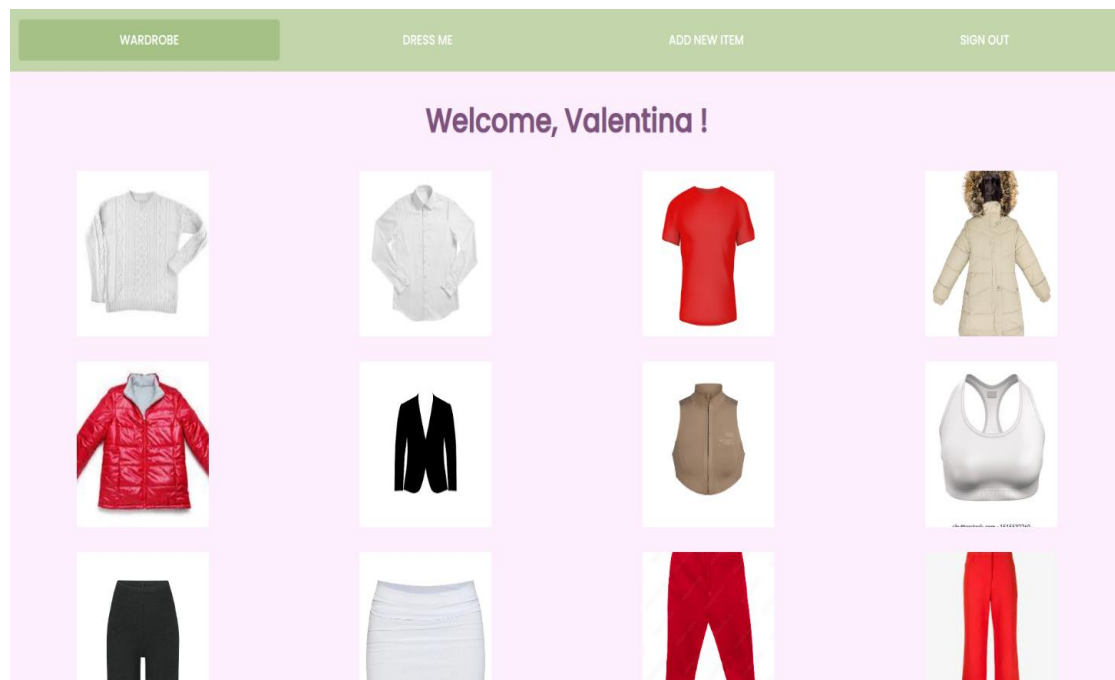 WARDROBE
DRESS ME
ADD NEW ITEM
SIGN OUT
Welcome, Valentina !